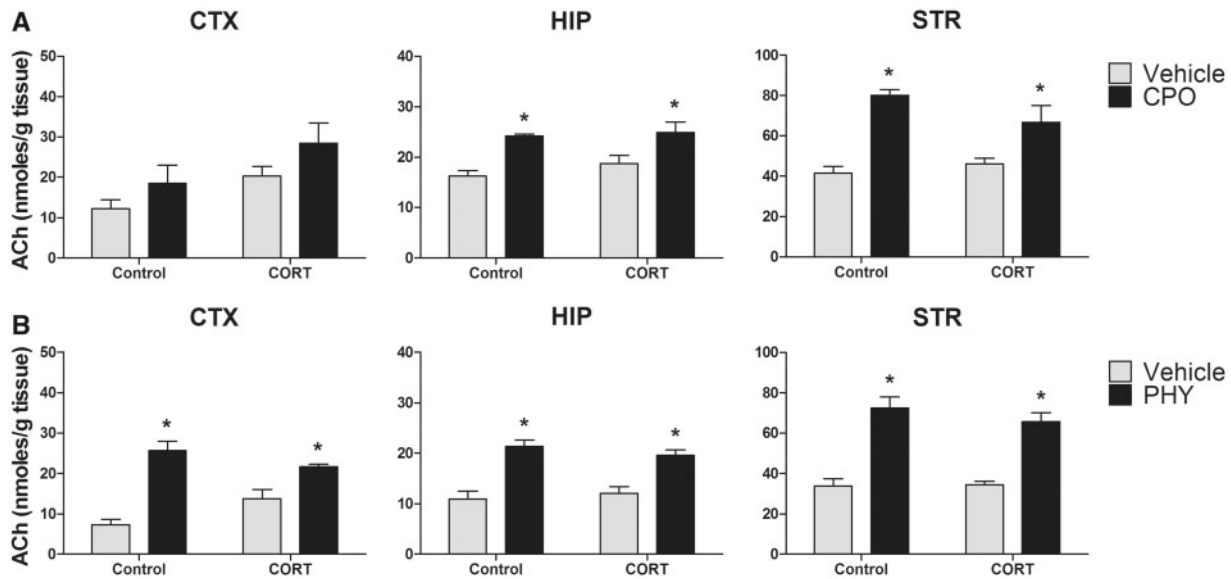 A
CTX
HIP
STR
ACh (nmoles/g tissue)
50
40
30
20
10
0
Control
CORT
40
30
20
10
0
*
*
Control
CORT
100
80
60
40
20
0
*
*
Control
CORT
Vehicle
CPO
B
CTX
HIP
STR
ACh (nmoles/g tissue)
50
40
30
20
10
0
*
*
Control
CORT
40
30
20
10
0
*
*
Control
CORT
100
80
60
40
20
0
*
*
Control
CORT
Vehicle
PHY